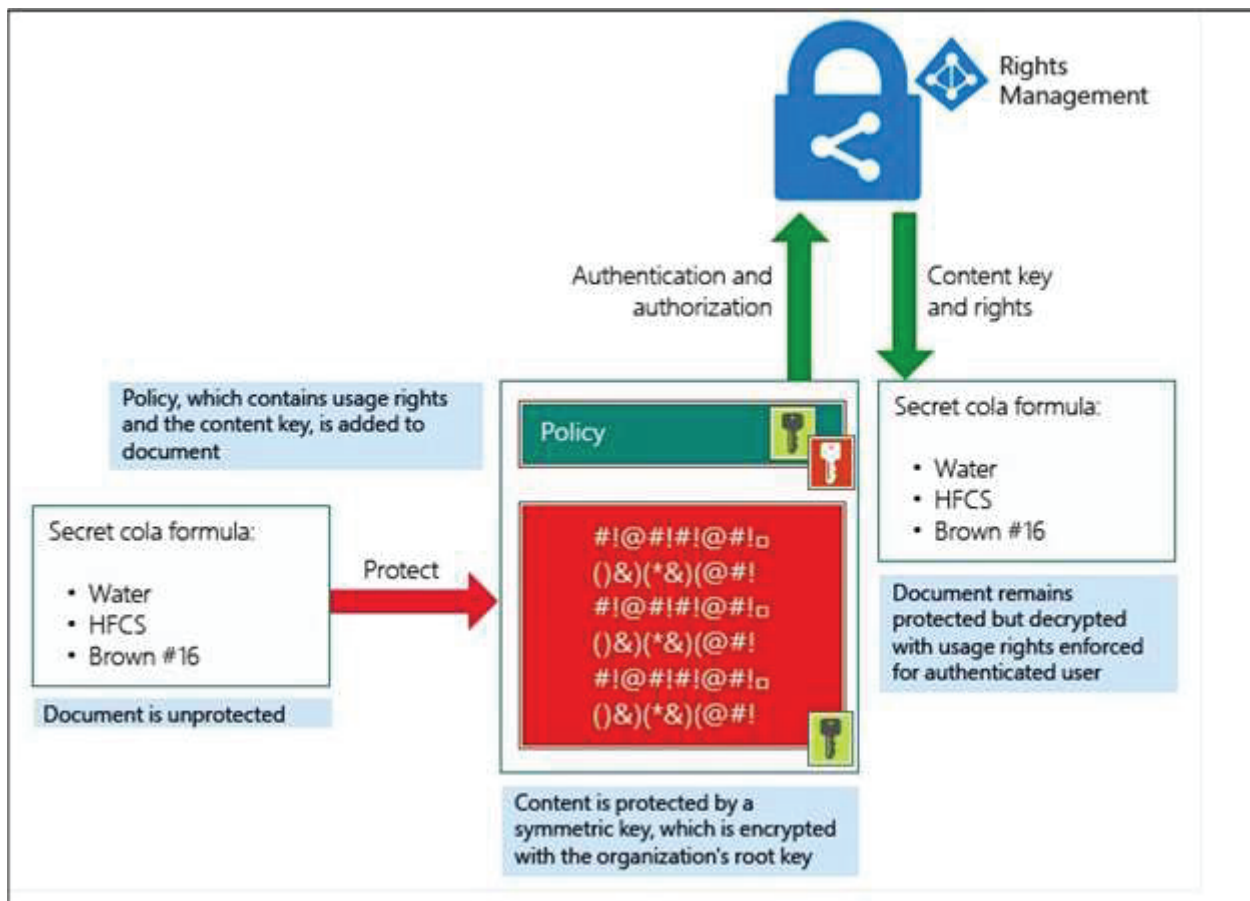 Rights
Management
Authentication and
authorization
Content key
and rights
Policy, which contains usage rights
and the content key, is added to
document
Policy
Secret cola formula:
• Water
• HFCS
• Brown #16
Secret cola formula:
• Water
• HFCS
• Brown #16
Protect
#!@#!#!@#!□
()&)(*&)(@#!
#!@#!#!@#!□
()&)(*&)(@#!
#!@#!#!@#!□
()&)(*&)(@#!
Document remains
protected but decrypted
with usage rights enforced
for authenticated user
Document is unprotected
Content is protected by a
symmetric key, which is encrypted
with the organization's root key